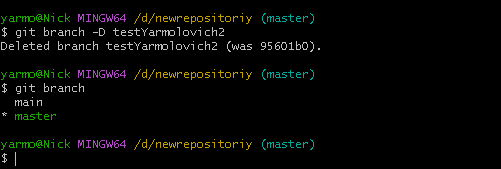 yarmo@Nick MINGW64 /d/newrepositoriy (master)
$ git branch -D testYarmolovich2
Deleted branch testYarmolovich2 (was 95601b0).
yarmo@Nick MINGW64 /d/newrepositoriy (master)
$ git branch
  main
* master
yarmo@Nick MINGW64 /d/newrepositoriy (master)
$